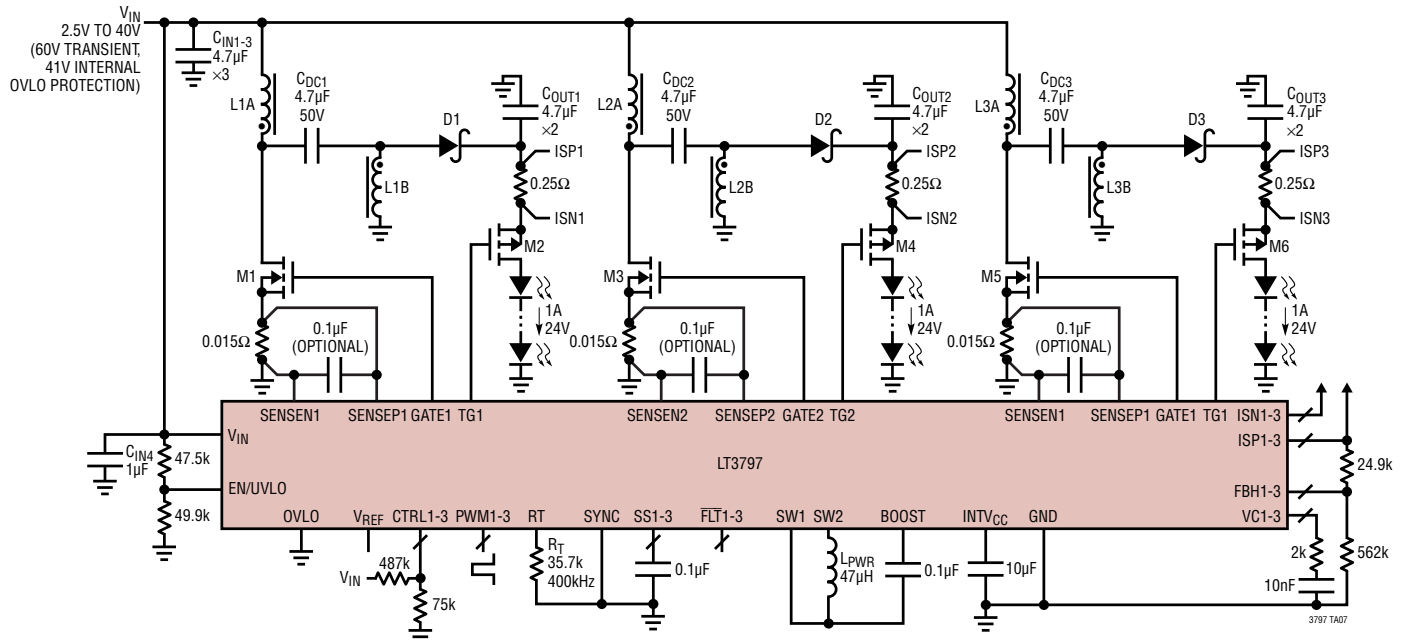 VIN
2.5V TO 40V
(60V TRANSIENT,
41V INTERNAL
OVLO PROTECTION)
CIN1-3
4.7µF
×3
L1A
CDC1
4.7µF
50V
D1
L1B
COUT1
4.7µF
×2
ISP1
0.25Ω
ISN1
M2
M1
1A
24V
0.015Ω
0.1µF
(OPTIONAL)
L2A
CDC2
4.7µF
50V
D2
L2B
COUT2
4.7µF
×2
ISP2
0.25Ω
ISN2
M4
M3
1A
24V
0.015Ω
0.1µF
(OPTIONAL)
L3A
CDC3
4.7µF
50V
D3
L3B
COUT3
4.7µF
×2
ISP3
0.25Ω
ISN3
M6
M5
1A
24V
0.015Ω
0.1µF
(OPTIONAL)
SENSEN1 SENSEP1 GATE1 TG1 SENSEN2 SENSEP2 GATE2 TG2 SENSEN1 SENSEP1 GATE1 TG1 ISN1-3
VIN
ISP1-3
LT3797
CIN4
1µF
47.5k
24.9k
EN/UVLO
FBH1-3
49.9k
OVLO VREF CTRL1-3 PWM1-3 RT SYNC SS1-3 FLT1-3 SW1 SW2 BOOST INTVCC GND VC1-3
487k
VIN
75k
RT
35.7k
400kHz
0.1µF
LPWR
47µH
0.1µF
10µF
2k
562k
10nF
3797 TA07